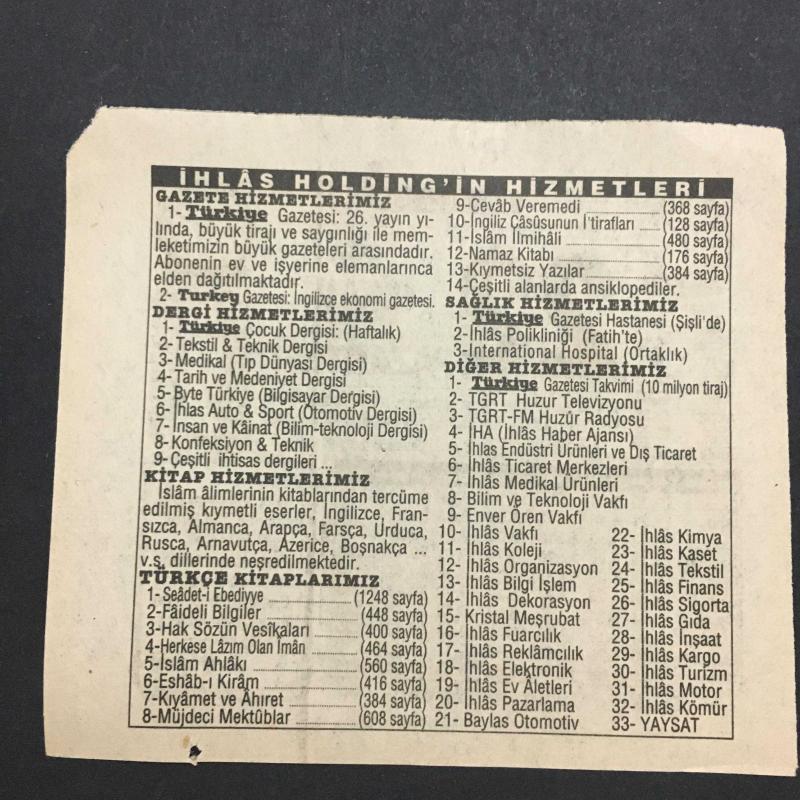 İHLÂS HOLDİNG'İN HİZMETLERİ
GAZETE HİZMETLERİMİZ
1- Türkiye Gazetesi: 26. yayın yı-
lında, büyük tirajı ve saygınlığı ile mem-
leketimizin büyük gazeteleri arasındadır.
Abonenin ev ve işyerine elemanlarınca
elden dağıtılmaktadır.
2- Turkey Gazetesi: İngilizce ekonomi gazetesi.
DERGİ HİZMETLERİMİZ
1- Türkiye Çocuk Dergisi: (Haftalık)
2- Tekstil & Teknik Dergisi
3- Medikal (Tıp Dünyası Dergisi)
4- Tarih ve Medeniyet Dergisi
5- Byte Türkiye (Bilgisayar Dergisi)
6- İhlas Auto & Sport (Otomotiv Dergisi)
7- İnsan ve Kâinat (Bilim-teknoloji Dergisi)
8- Konfeksiyon & Teknik
9- Çeşitli ihtisas dergileri ...
KİTAP HİZMETLERİMİZ
İslâm âlimlerinin kitablarından tercüme
edilmiş kıymetli eserler, İngilizce, Fran-
sızca, Almanca, Arapça, Farsça, Urduca,
Rusca, Arnavutça, Azerice, Boşnakça ...
v.s. dillerinde neşredilmektedir.
TÜRKÇE KİTAPLARIMIZ
1- Seâdet-i Ebediyye (1248 sayfa)
2-Fâideli Bilgiler (448 sayfa)
3-Hak Sözün Vesîkaları (400 sayfa)
4-Herkese Lâzım Olan İmân (464 sayfa)
5-İslâm Ahlâkı (560 sayfa)
6-Eshâb-ı Kirâm (416 sayfa)
7-Kıyâmet ve Âhıret (384 sayfa)
8-Müjdeci Mektûblar (608 sayfa)
9-Cevâb Veremedi (368 sayfa)
10-İngiliz Câsûsunun İ'tirafları (128 sayfa)
11-İslâm İlmihâli (480 sayfa)
12-Namaz Kitabı (176 sayfa)
13-Kıymetsiz Yazılar (384 sayfa)
14-Çeşitli alanlarda ansiklopediler.
SAĞLIK HİZMETLERİMİZ
1- Türkiye Gazetesi Hastanesi (Şişli'de)
2-İhlâs Polikliniği (Fatih'te)
3-International Hospital (Ortaklık)
DİĞER HİZMETLERİMİZ
1- Türkiye Gazetesi Takvimi (10 milyon tiraj)
2- TGRT Huzur Televizyonu
3- TGRT-FM Huzûr Radyosu
4- İHA (İhlâs Haber Ajansı)
5- İhlas Endüstri Ürünleri ve Dış Ticaret
6- İhlâs Ticaret Merkezleri
7- İhlâs Medikal Ürünleri
8- Bilim ve Teknoloji Vakfı
9- Enver Ören Vakfı
10- İhlâs Vakfı
11- İhlâs Koleji
12- İhlâs Organizasyon
13- İhlâs Bilgi İşlem
14- İhlâs Dekorasyon
15- Kristal Meşrubat
16- İhlâs Fuarcılık
17- İhlâs Reklâmcılık
18- İhlâs Elektronik
19- İhlâs Ev Âletleri
20- İhlâs Pazarlama
21- Baylas Otomotiv
22- İhlâs Kimya
23- İhlâs Kaset
24- İhlâs Tekstil
25- İhlâs Finans
26- İhlâs Sigorta
27- İhlâs Gıda
28- İhlâs İnşaat
29- İhlâs Kargo
30- İhlâs Turizm
31- İhlâs Motor
32- İhlâs Kömür
33- YAYSAT